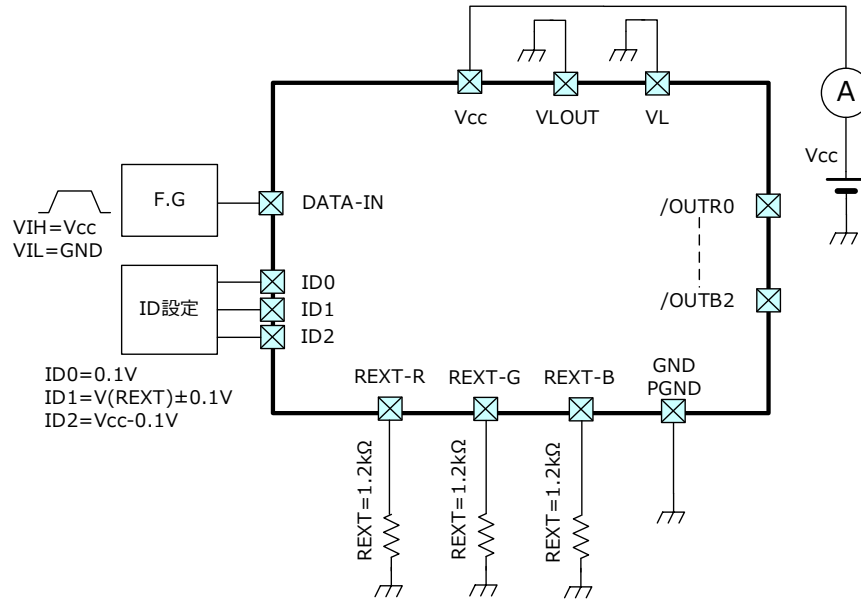 A
Vcc
VLOUT
VL
Vcc
F.G
DATA-IN
/OUTR0
VIH=Vcc
VIL=GND
ID設定
ID0
ID1
ID2
/OUTB2
ID0=0.1V
ID1=V(REXT)±0.1V
ID2=Vcc-0.1V
REXT-R
REXT-G
REXT-B
GND
PGND
REXT=1.2kΩ
REXT=1.2kΩ
REXT=1.2kΩ